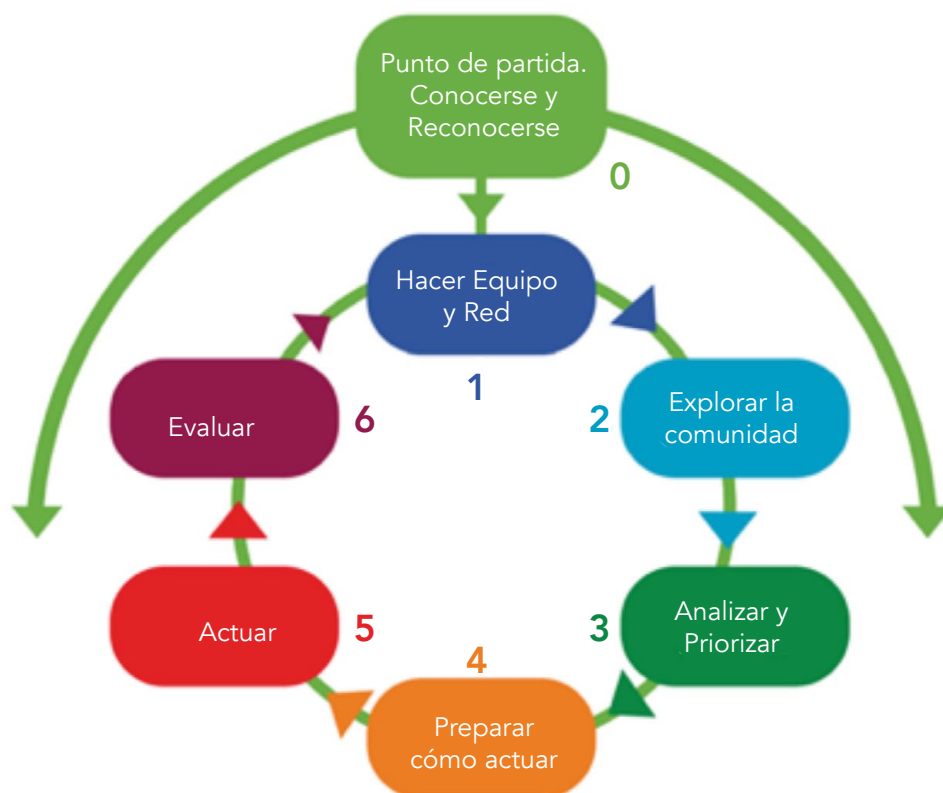 Punto de partida.
Conocerse y
Reconocerse
0
Hacer Equipo
y Red
1
Explorar la
comunidad
2
Analizar y
Priorizar
3
Preparar
cómo actuar
4
Actuar
5
Evaluar
6